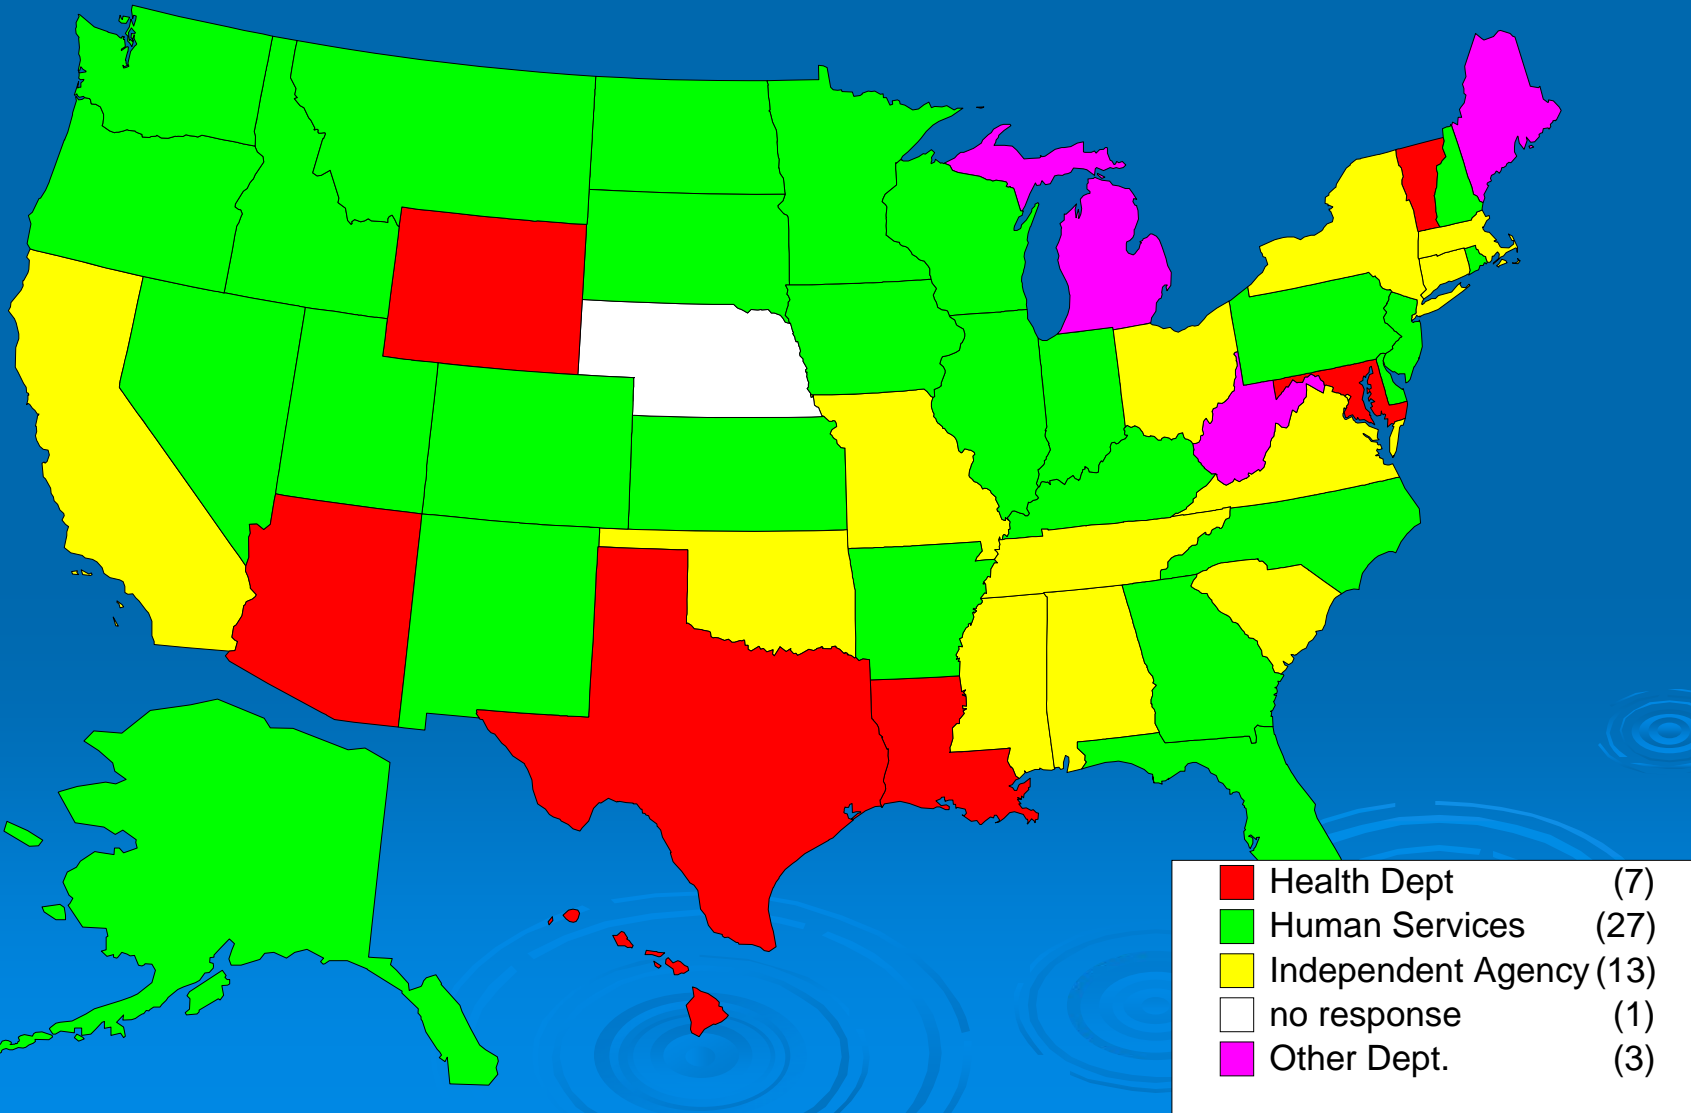 Health Dept (7)
Human Services (27)
Independent Agency (13)
no response (1)
Other Dept. (3)